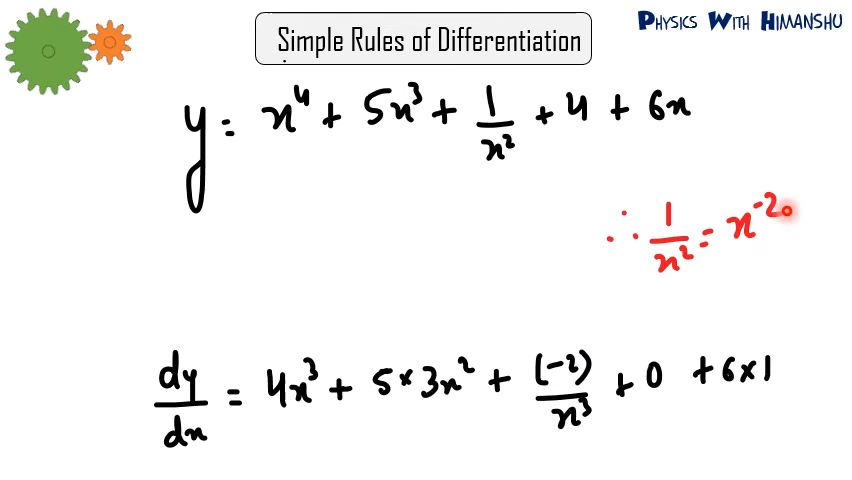 Physics With Himanshu
Simple Rules of Differentiation
y = x⁴ + 5x³ + 1/x² + 4 + 6x
∴ 1/x² = x⁻²
dy/dx = 4x³ + 5×3x² + (-2)/x³ + 0 + 6×1